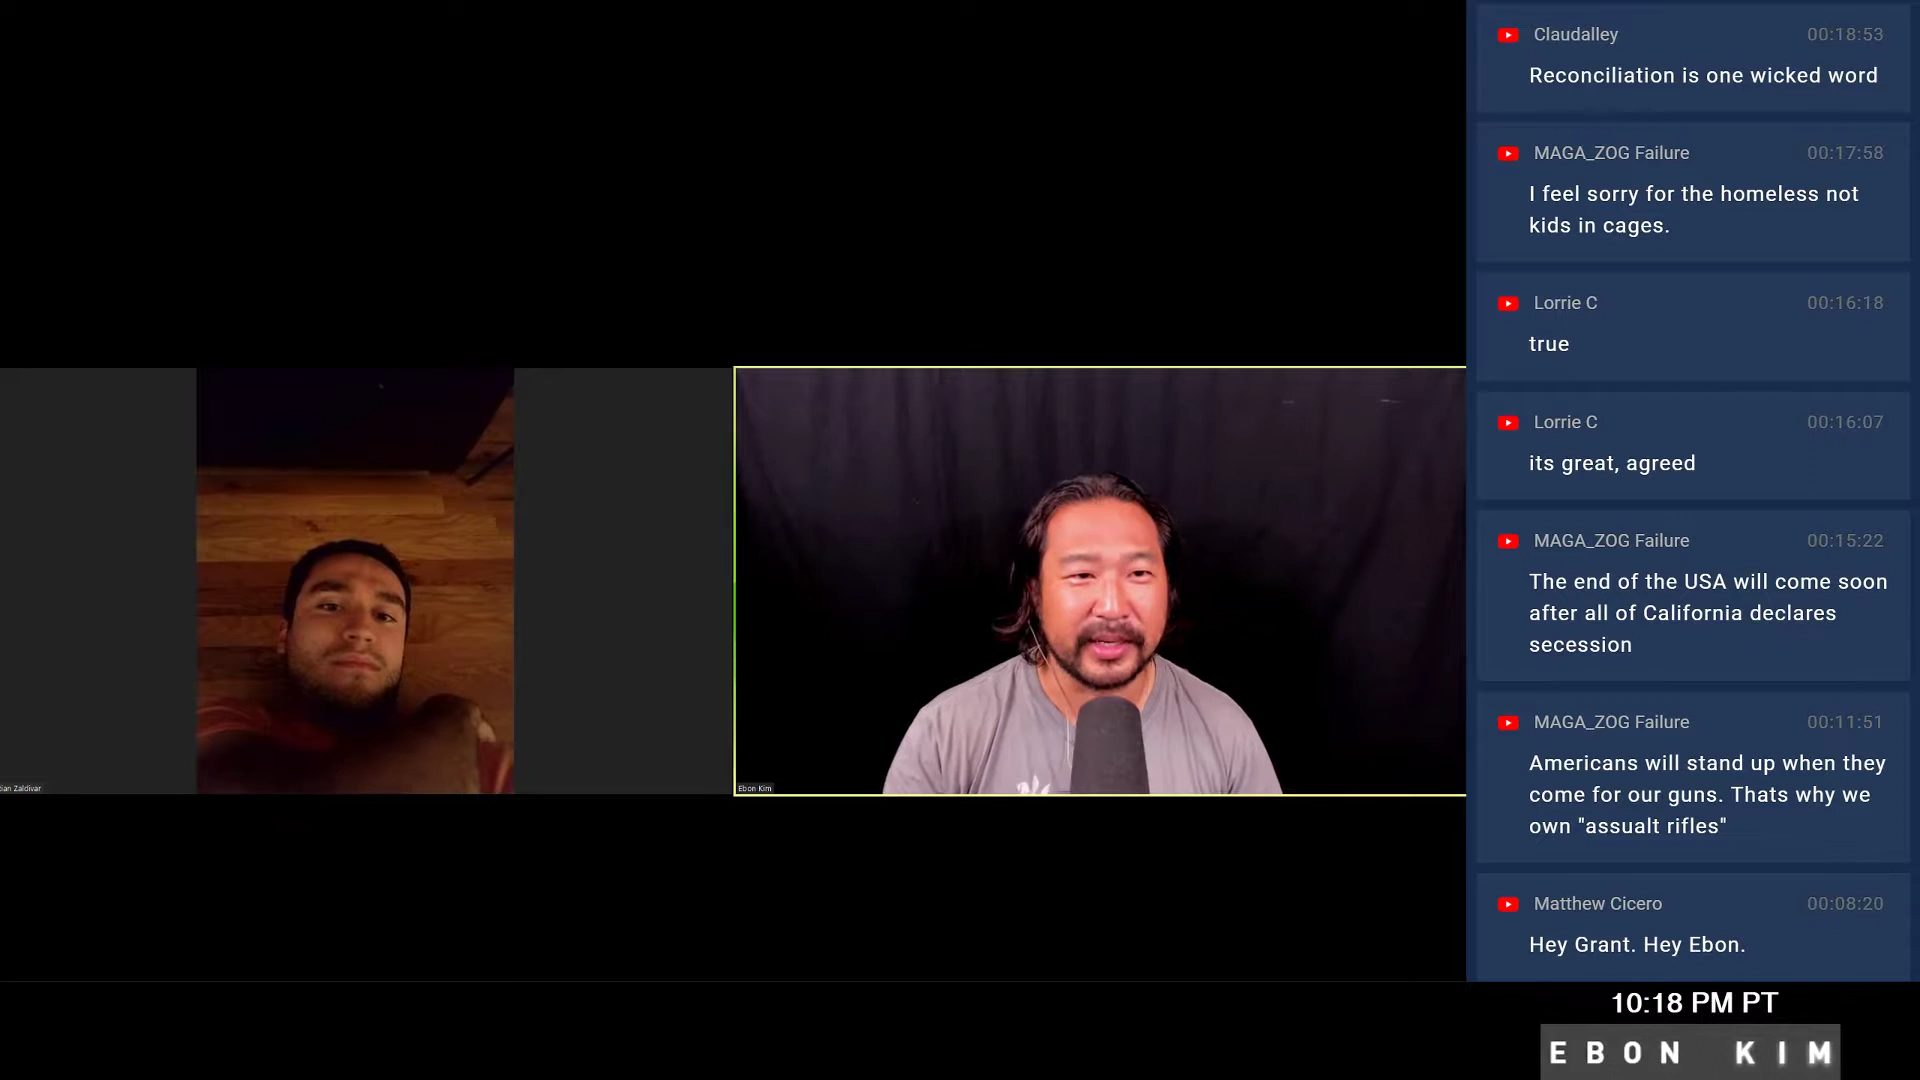 Claudalley 00:18:53
Reconciliation is one wicked word
MAGA_ZOG Failure 00:17:58
I feel sorry for the homeless not
kids in cages.
Lorrie C 00:16:18
true
Lorrie C 00:16:07
its great, agreed
MAGA_ZOG Failure 00:15:22
The end of the USA will come soon
after all of California declares
secession
MAGA_ZOG Failure 00:11:51
Americans will stand up when they
come for our guns. Thats why we
own "assualt rifles"
Matthew Cicero 00:08:20
Hey Grant. Hey Ebon.
ian Zaldivar
Ebon Kim
10:18 PM PT
EBON KIM